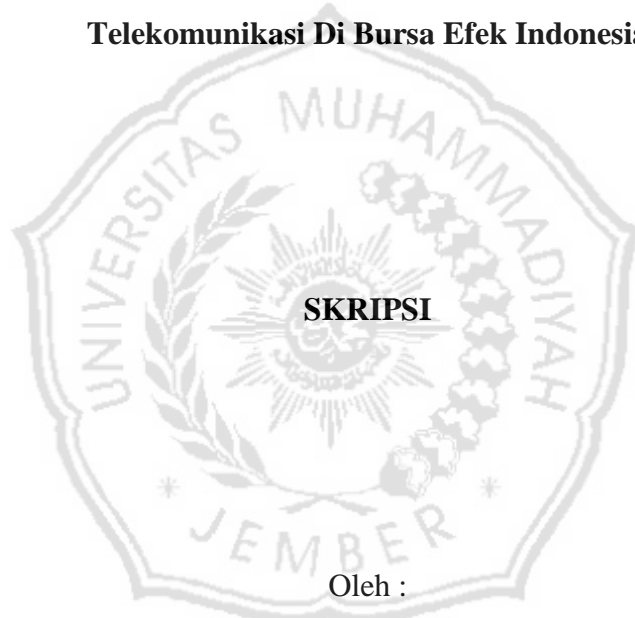 Telekomunikasi Di Bursa Efek Indonesia
UNIVERSITAS MUHAMMADIYAH
SKRIPSI
* JEMBER *
Oleh :